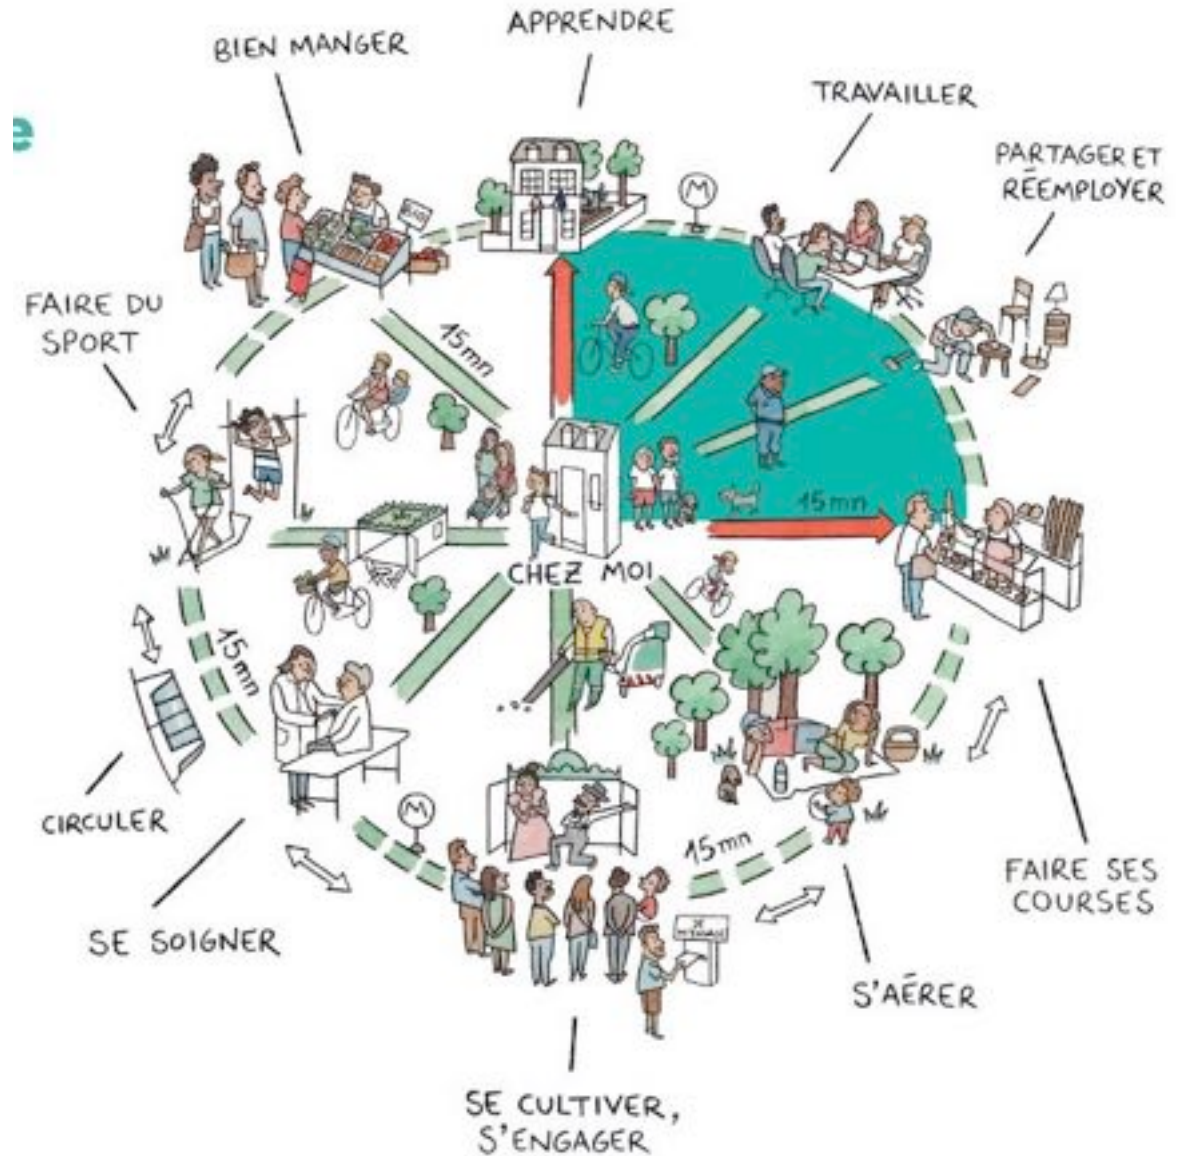 APPRENDRE
BIEN MANGER
TRAVAILLER
e
PARTAGER ET
RÉEMPLOYER
M
BIO
FAIRE DU
SPORT
15mn
15mn
CHEZ MOI
15mn
CIRCULER
M
15mn
FAIRE SES
COURSES
SE SOIGNER
S'AÉRER
SE CULTIVER,
S'ENGAGER